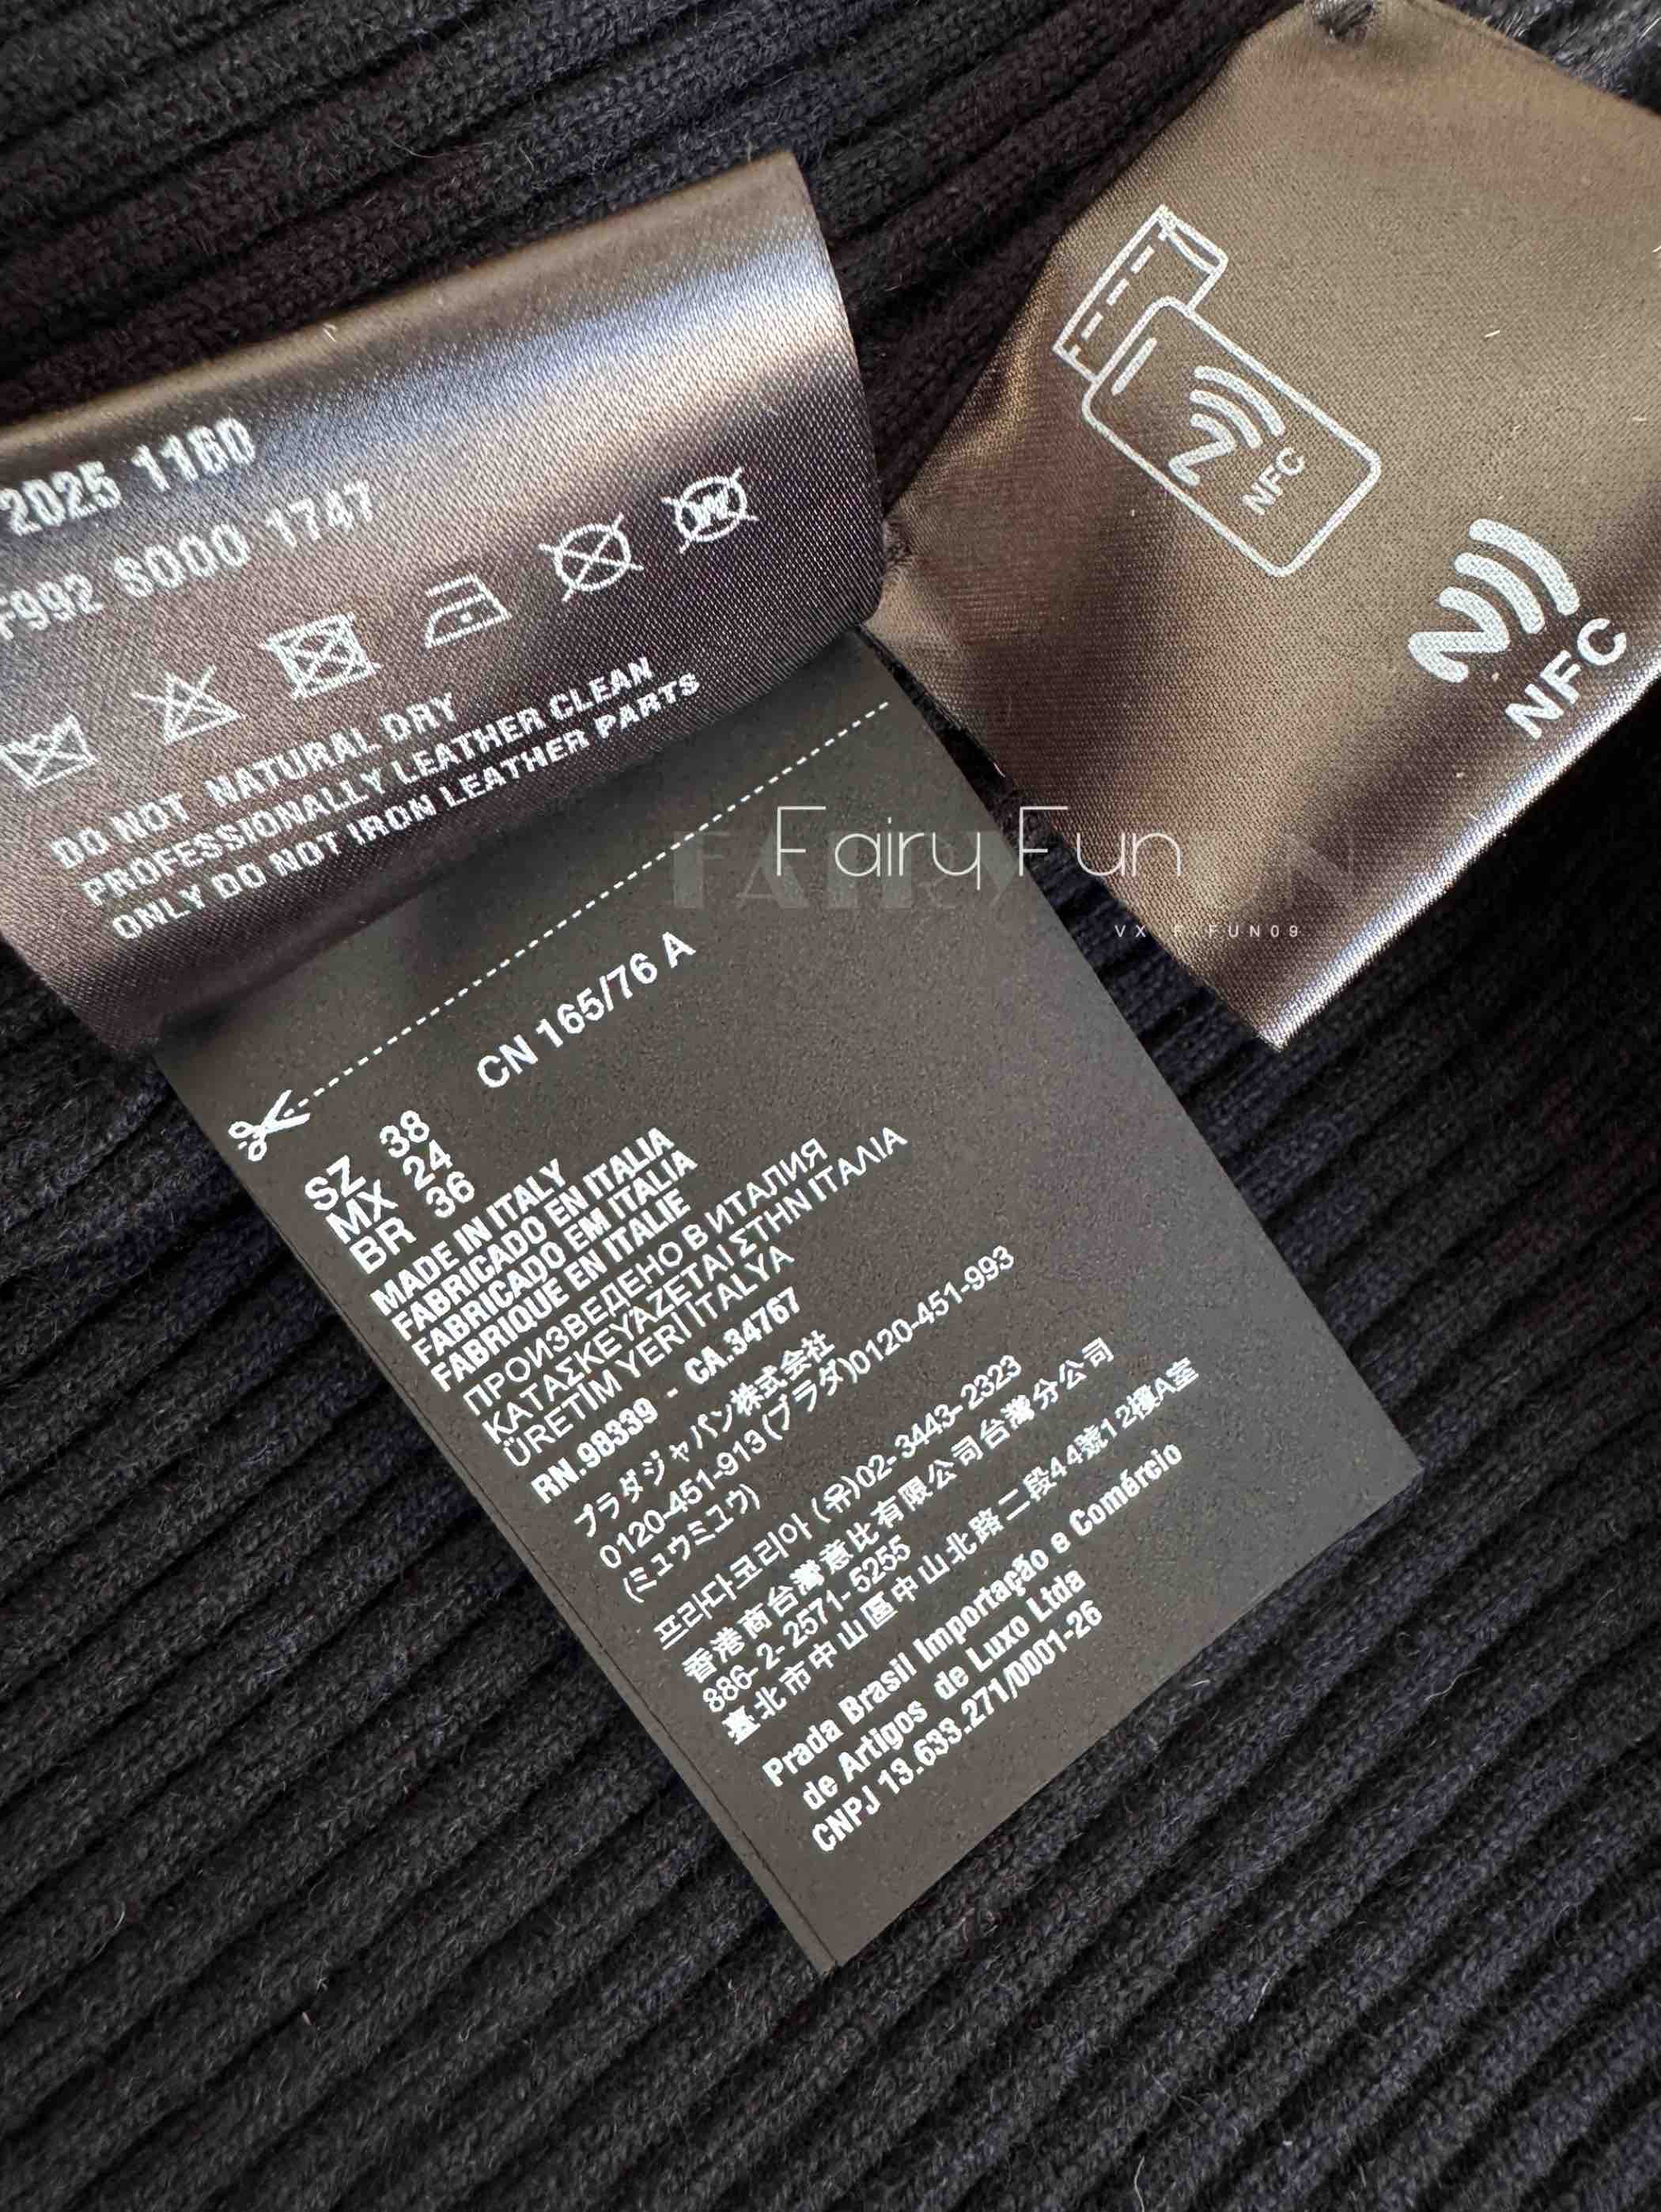 2025 1160
F992 S000 1747
DO NOT NATURAL DRY
PROFESSIONALLY LEATHER CLEAN
ONLY DO NOT IRON LEATHER PARTS
NFC
NFC
Fairy Fun
FAIRY FUN
VX F-FUN09
CN 165/76 A
SZ 38
MX 24
BR 36
MADE IN ITALY
FABRICADO EN ITALIA
FABRICADO EM ITALIA
FABRIQUE EN ITALIE
ПРОИЗВЕДЕНО В ИТАЛИЯ
ΚΑΤΑΣΚΕΥΑΖΕΤΑΙ ΣΤΗΝ ΙΤΑΛΙΑ
ÜRETİM YERİ İTALYA
RN.98339 - CA.34767
プラダジャパン株式会社
0120-451-913(プラダ)0120-451-993
(ミュウミュウ)
프라다코리아 (유)02-3443-2323
香港商台灣意比有限公司台灣分公司
886-2-2571-5255
臺北市中山區中山北路二段44號12樓A室
Prada Brasil Importação e Comércio
de Artigos de Luxo Ltda
CNPJ 13.633.271/0001-26